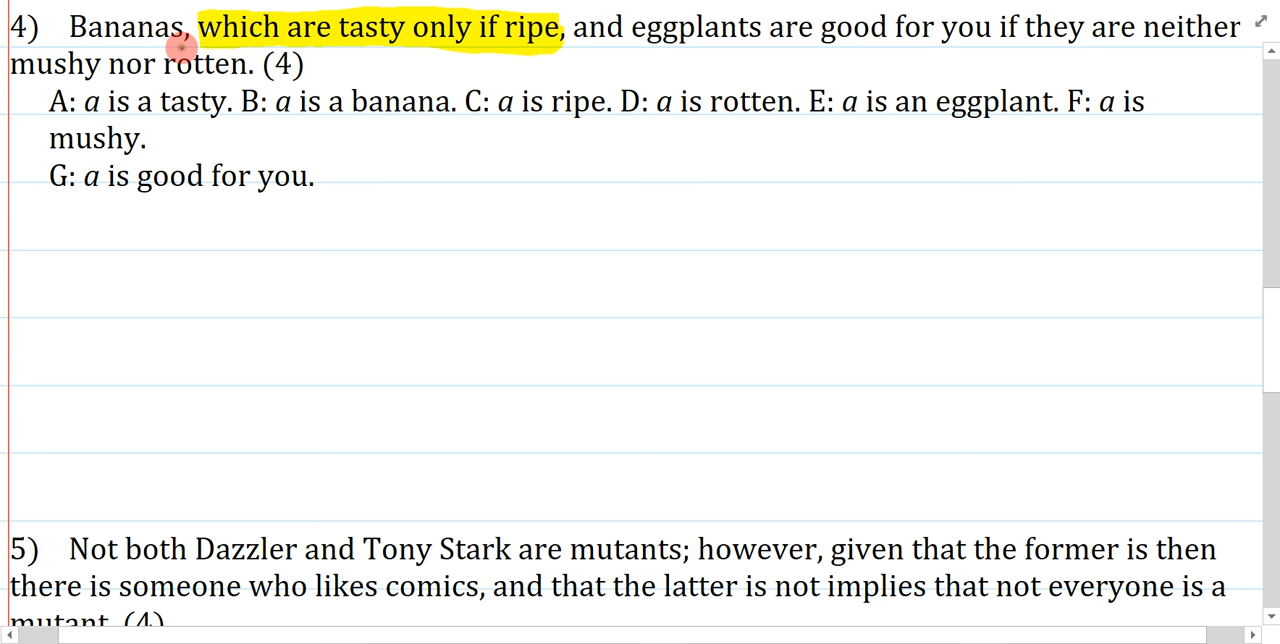 4) Bananas, which are tasty only if ripe, and eggplants are good for you if they are neither
mushy nor rotten. (4)
A: a is a tasty. B: a is a banana. C: a is ripe. D: a is rotten. E: a is an eggplant. F: a is
mushy.
G: a is good for you.
5) Not both Dazzler and Tony Stark are mutants; however, given that the former is then
there is someone who likes comics, and that the latter is not implies that not everyone is a
mutant. (4)